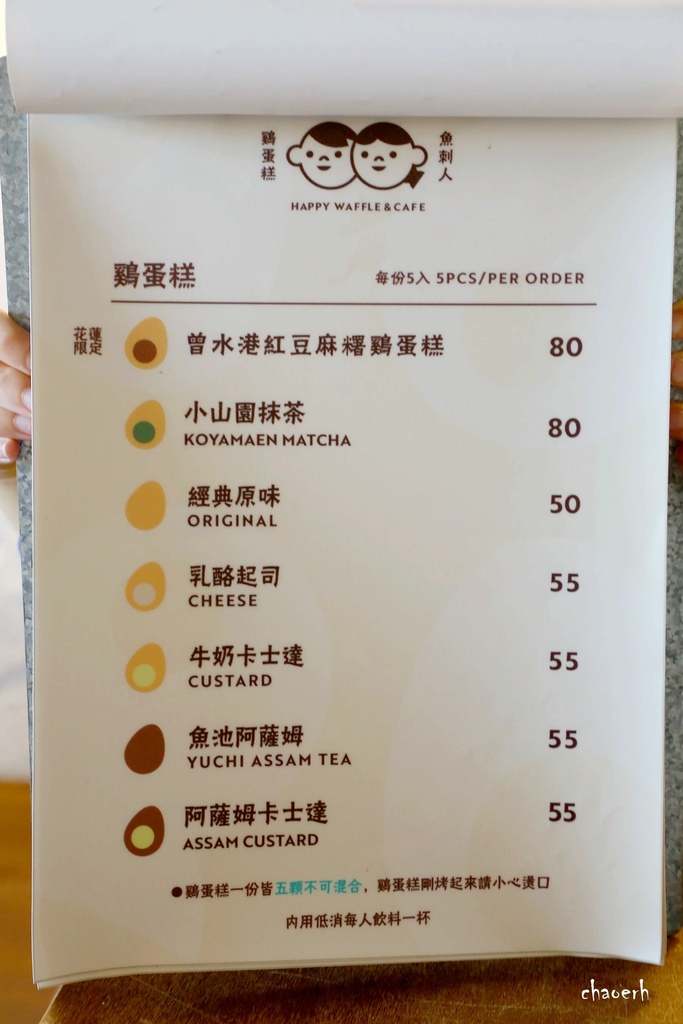 鷄蛋糕
魚刺人
HAPPY WAFFLE & CAFE
鷄蛋糕
每份5入 5PCS/PER ORDER
花蓮限定
曾水港紅豆麻糬鷄蛋糕 80
小山園抹茶 80
KOYAMAEN MATCHA
經典原味 50
ORIGINAL
乳酪起司 55
CHEESE
牛奶卡士達 55
CUSTARD
魚池阿薩姆 55
YUCHI ASSAM TEA
阿薩姆卡士達 55
ASSAM CUSTARD
●鷄蛋糕一份皆五顆不可混合，鷄蛋糕剛烤起來請小心燙口
內用低消每人飲料一杯
chaoerh